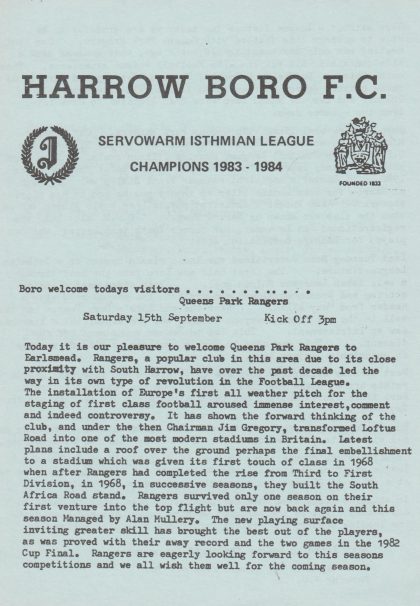 HARROW BORO F.C.
SERVOWARM ISTHMIAN LEAGUE
CHAMPIONS 1983 - 1984
FOUNDED 1933
Boro welcome todays visitors . . . . . . . . .. . .
Queens Park Rangers
Saturday 15th September Kick Off 3pm
Today it is our pleasure to welcome Queens Park Rangers to
Earlsmead. Rangers, a popular club in this area due to its close
proximity with South Harrow, have over the past decade led the
way in its own type of revolution in the Football League.
The installation of Europe's first all weather pitch for the
staging of first class football aroused immense interest,comment
and indeed controversy. It has shown the forward thinking of the
club, and under the then Chairman Jim Gregory, transformed Loftus
Road into one of the most modern stadiums in Britain. Latest
plans include a roof over the ground perhaps the final embellishment
to a stadium which was given its first touch of class in 1968
when after Rangers had completed the rise from Third to First
Division, in 1968, in successive seasons, they built the South
Africa Road stand. Rangers survived only one season on their
first venture into the top flight but are now back again and this
season Managed by Alan Mullery. The new playing surface
inviting greater skill has brought the best out of the players,
as was proved with their away record and the two games in the 1982
Cup Final. Rangers are eagerly looking forward to this seasons
competitions and we all wish them well for the coming season.